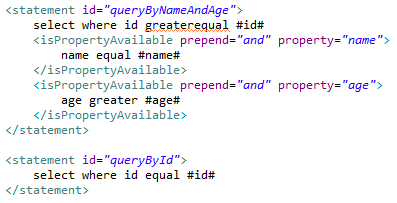 <statement id="queryByNameAndAge">
select where id greaterequal #id#
<isPropertyAvailable prepend="and" property="name">
name equal #name#
</isPropertyAvailable>
<isPropertyAvailable prepend="and" property="age">
age greater #age#
</isPropertyAvailable>
</statement>
<statement id="queryById">
select where id equal #id#
</statement>